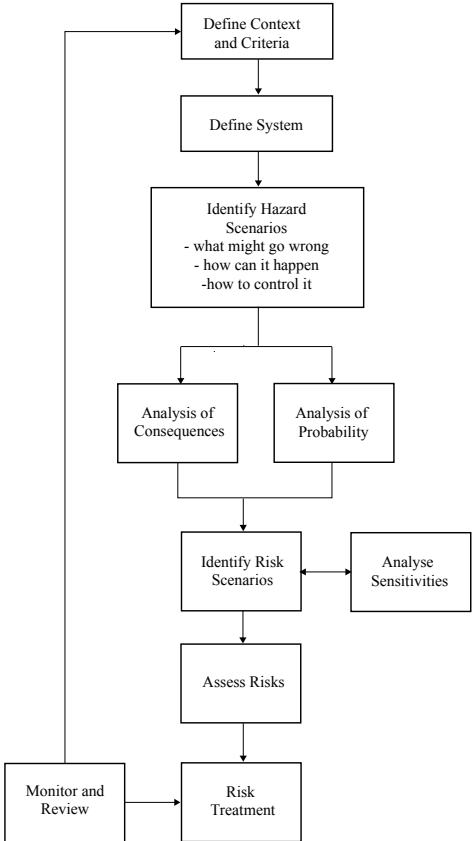 Define Context
and Criteria
Define System
Identify Hazard
Scenarios
- what might go wrong
- how can it happen
-how to control it
Analysis of
Consequences
Analysis of
Probability
Identify Risk
Scenarios
Analyse
Sensitivities
Assess Risks
Monitor and
Review
Risk
Treatment